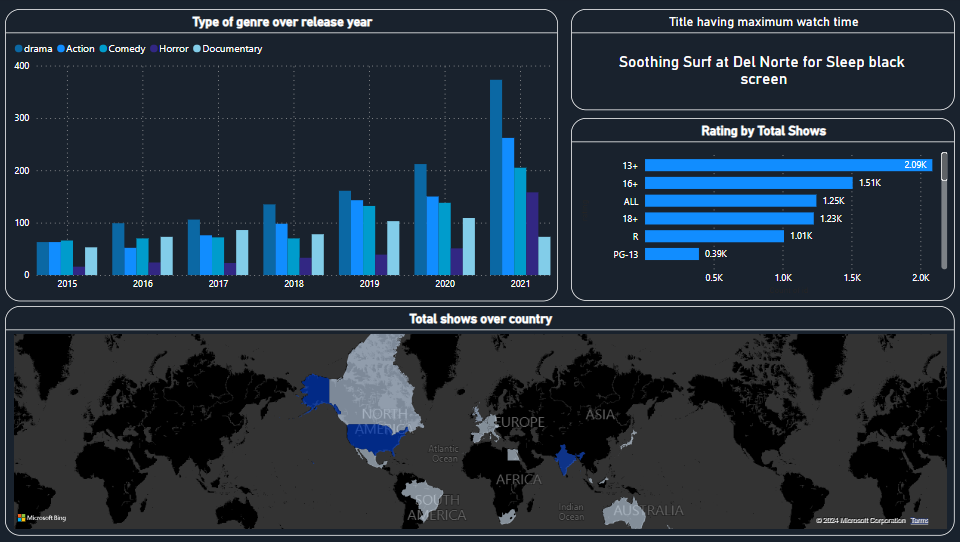 Type of genre over release year
drama Action Comedy Horror Documentary
400
300
200
100
0
2015 2016 2017 2018 2019 2020 2021
Title having maximum watch time
Soothing Surf at Del Norte for Sleep black
screen
Rating by Total Shows
13+ 2.09K
16+ 1.51K
ALL 1.25K
18+ 1.23K
R 1.01K
PG-13 0.39K
0.5K 1.0K 1.5K 2.0K
Total shows over country
NORTH
AMERICA
EUROPE
ASIA
Atlantic
Ocean
AFRICA
SOUTH
AMERICA
Indian
Ocean
AUSTRALIA
Microsoft Bing
© 2024 Microsoft Corporation Terms